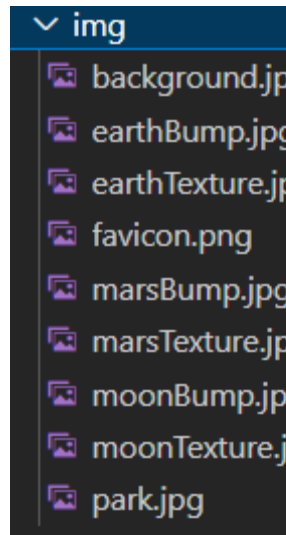 img
background.jp
earthBump.jpg
earthTexture.jp
favicon.png
marsBump.jpg
marsTexture.jp
moonBump.jp
moonTexture.j
park.jpg